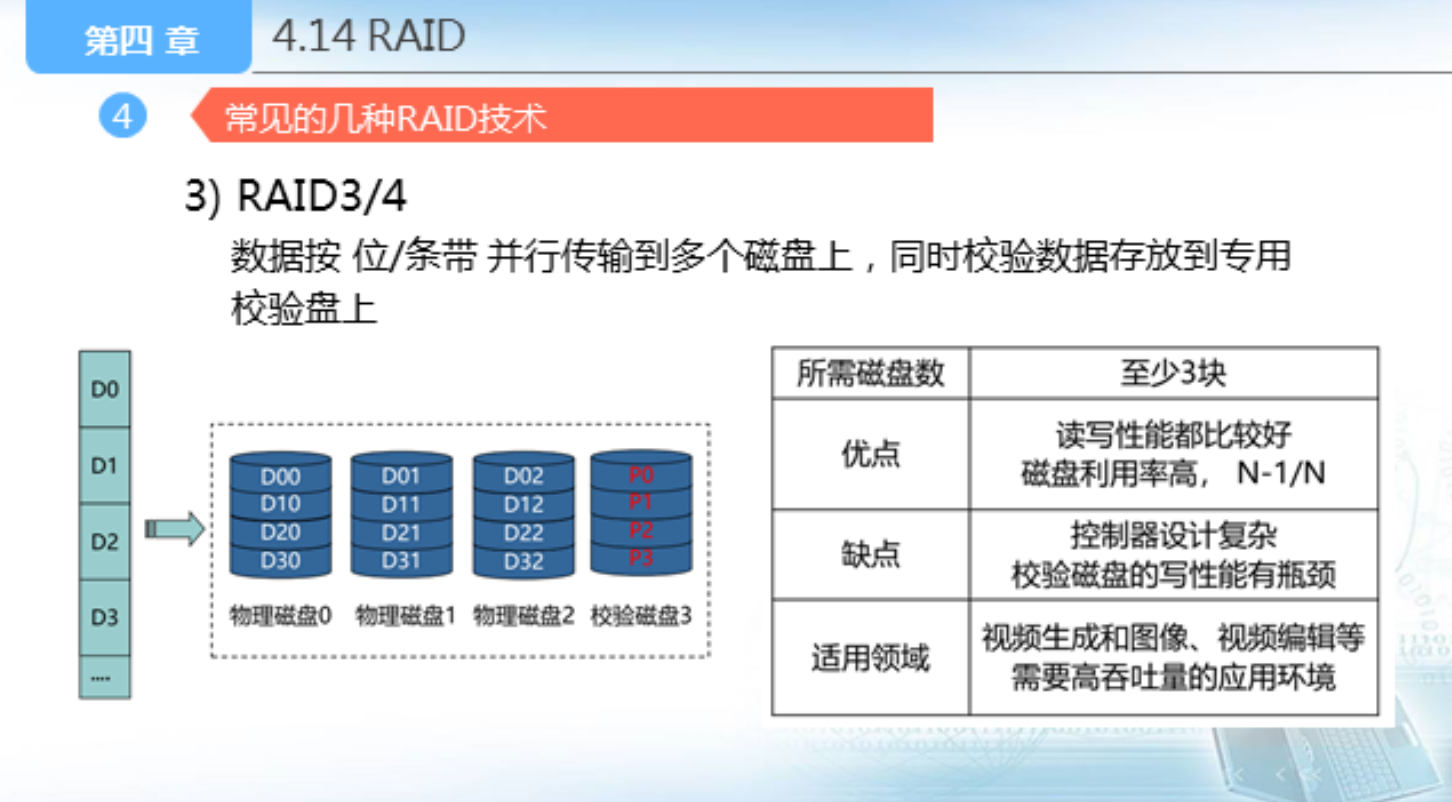 第四 章
4.14 RAID
4
常见的几种RAID技术
3) RAID3/4
数据按 位/条带 并行传输到多个磁盘上，同时校验数据存放到专用
校验盘上
D0
D1
D2
D3
....
D00 D01 D02 P0
D10 D11 D12 P1
D20 D21 D22 P2
D30 D31 D32 P3
物理磁盘0 物理磁盘1 物理磁盘2 校验磁盘3
所需磁盘数 至少3块
优点 读写性能都比较好
磁盘利用率高， N-1/N
缺点 控制器设计复杂
校验磁盘的写性能有瓶颈
适用领域 视频生成和图像、视频编辑等
需要高吞吐量的应用环境